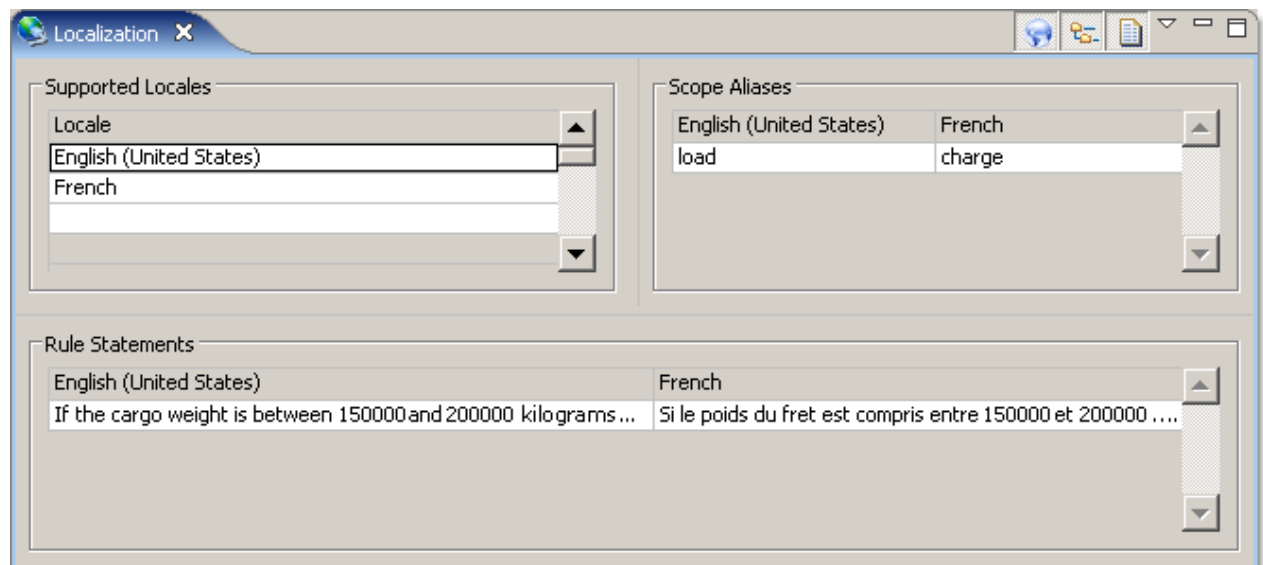 Localization
Supported Locales
Locale
English (United States)
French
Scope Aliases
English (United States) French
load charge
Rule Statements
English (United States) French
If the cargo weight is between 150000 and 200000 kilograms... Si le poids du fret est compris entre 150000 et 200000 ....